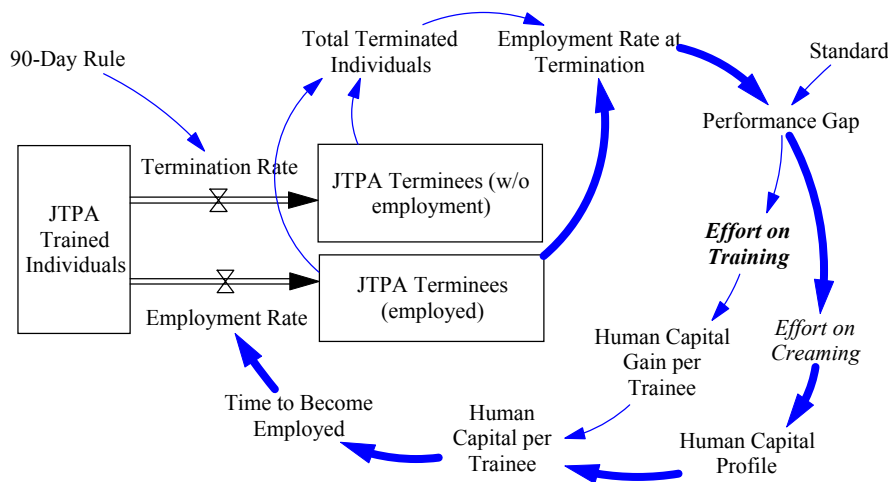 Total Terminated
Individuals
Employment Rate at
Termination
Standard
90-Day Rule
Performance Gap
Termination Rate
JTPA Terminees (w/o
employment)
JTPA
Trained
Individuals
Effort on
Training
JTPA Terminees
(employed)
Employment Rate
Effort on
Creaming
Human Capital
Gain per
Trainee
Time to Become
Employed
Human
Capital per
Trainee
Human Capital
Profile